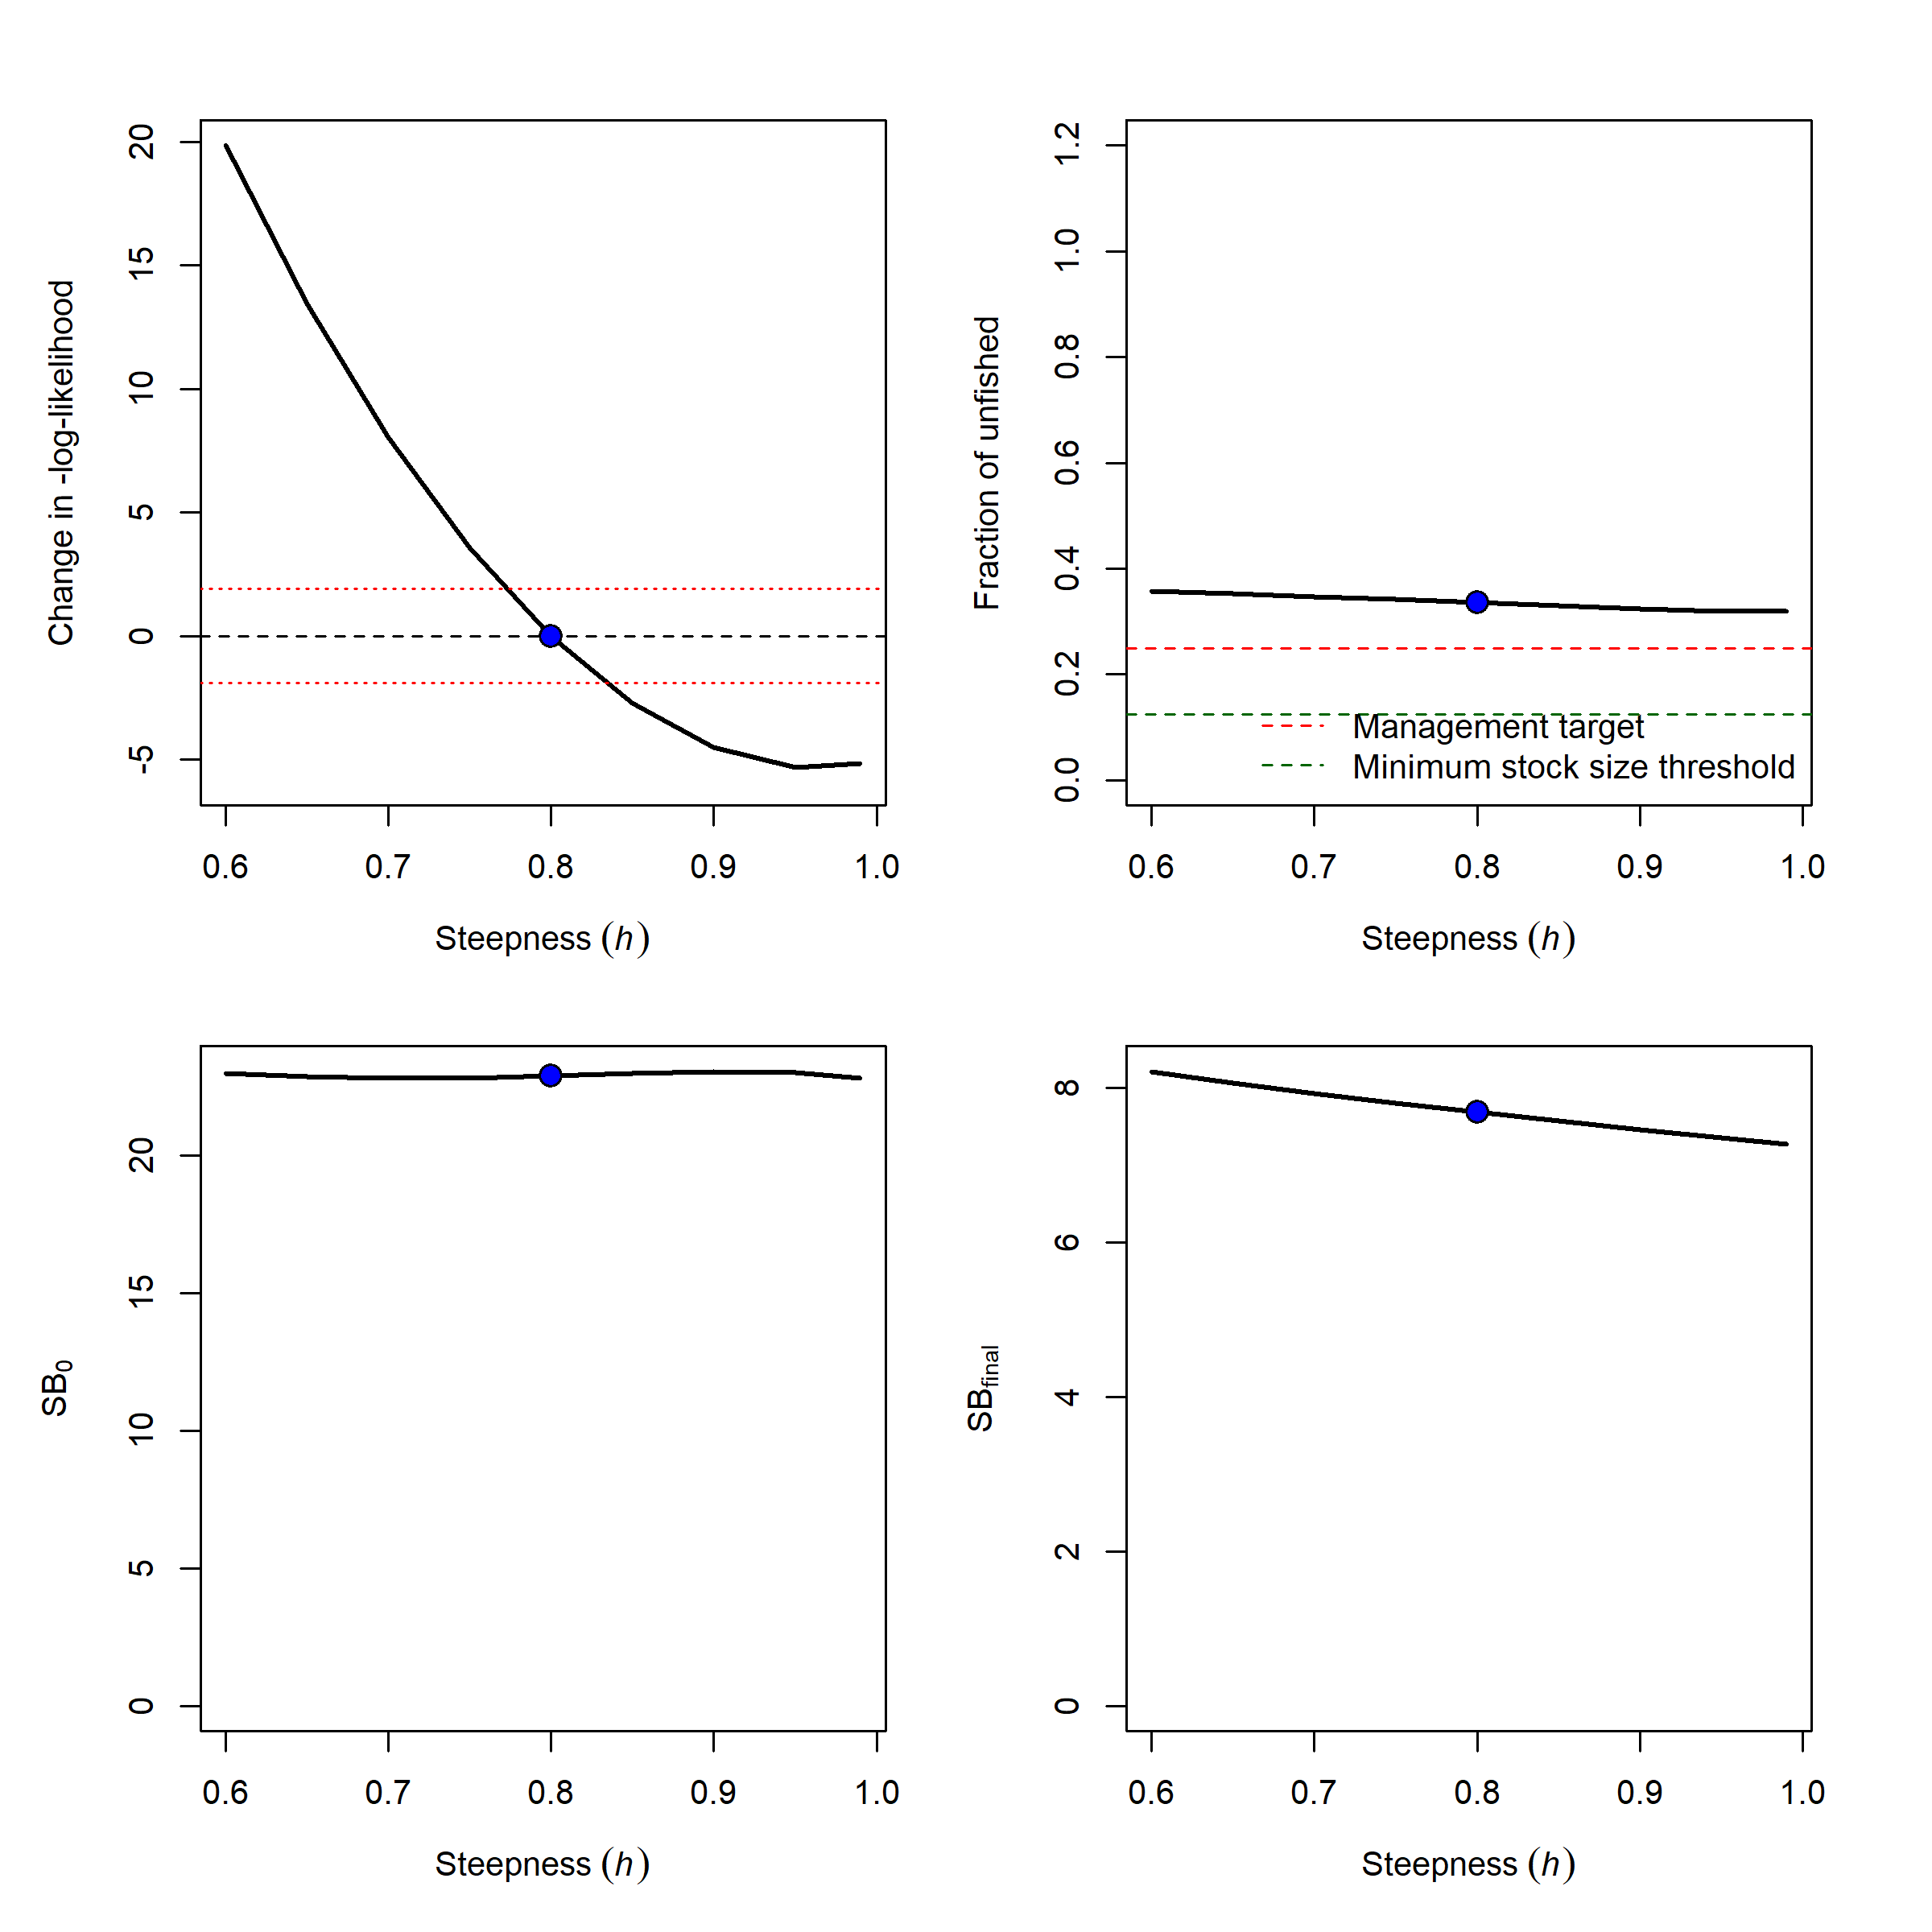 Change in -log-likelihood
20
15
10
5
0
-5
0.6 0.7 0.8 0.9 1.0
Steepness (h)
Fraction of unfished
1.2
1.0
0.8
0.6
0.4
0.2
0.0
Management target
Minimum stock size threshold
0.6 0.7 0.8 0.9 1.0
Steepness (h)
SB0
20
15
10
5
0
0.6 0.7 0.8 0.9 1.0
Steepness (h)
SBfinal
8
6
4
2
0
0.6 0.7 0.8 0.9 1.0
Steepness (h)